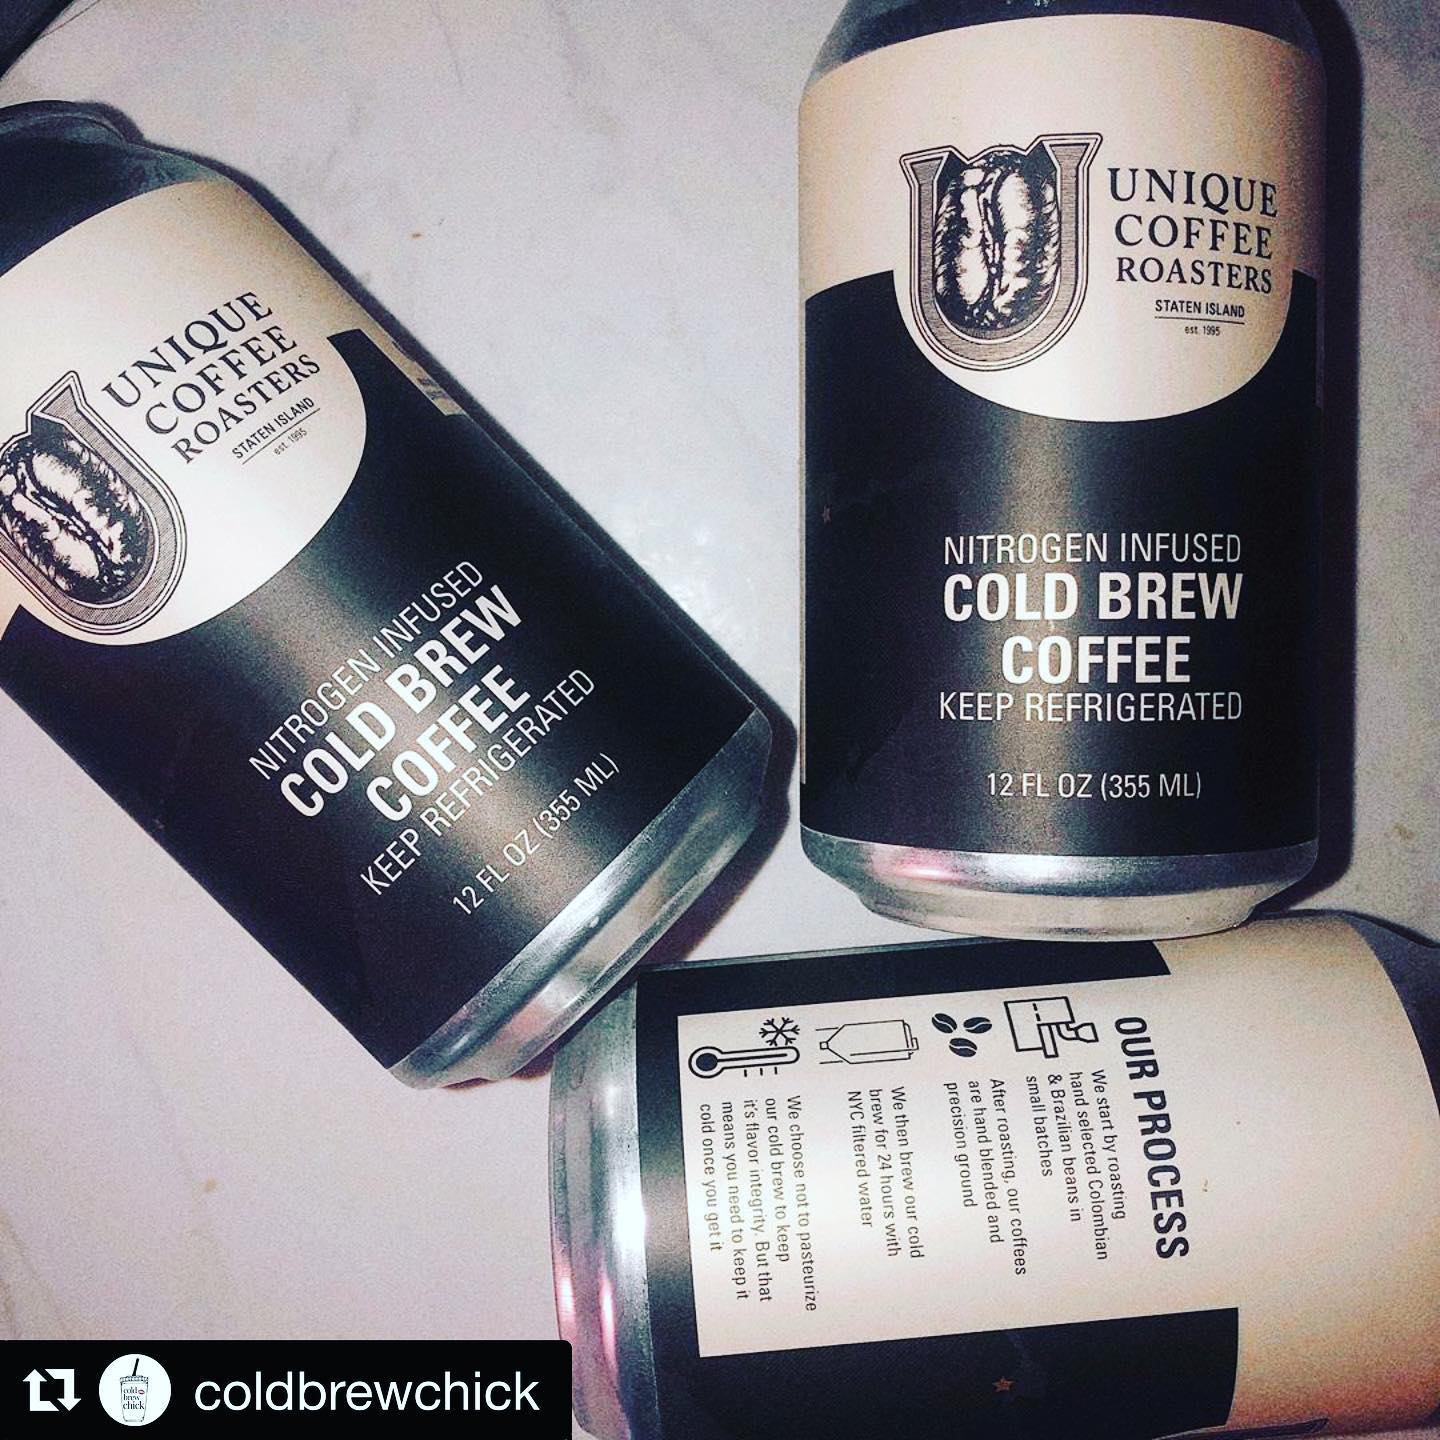 UNIQUE
COFFEE
ROASTERS
STATEN ISLAND
est. 1995
NITROGEN INFUSED
COLD BREW
COFFEE
KEEP REFRIGERATED
12 FL OZ (355 ML)
UNIQUE
COFFEE
ROASTERS
STATEN ISLAND
est. 1995
NITROGEN INFUSED
COLD BREW
COFFEE
KEEP REFRIGERATED
12 FL OZ (355 ML)
OUR PROCESS
We start by roasting
hand selected Colombian
& Brazilian beans in
small batches
After roasting, our coffees
are hand blended and
precision ground
We then brew our cold
brew for 24 hours with
NYC filtered water
We choose not to pasteurize
our cold brew to keep
it's flavor integrity. But that
means you need to keep it
cold once you get it
cold
brew
chick
coldbrewchick